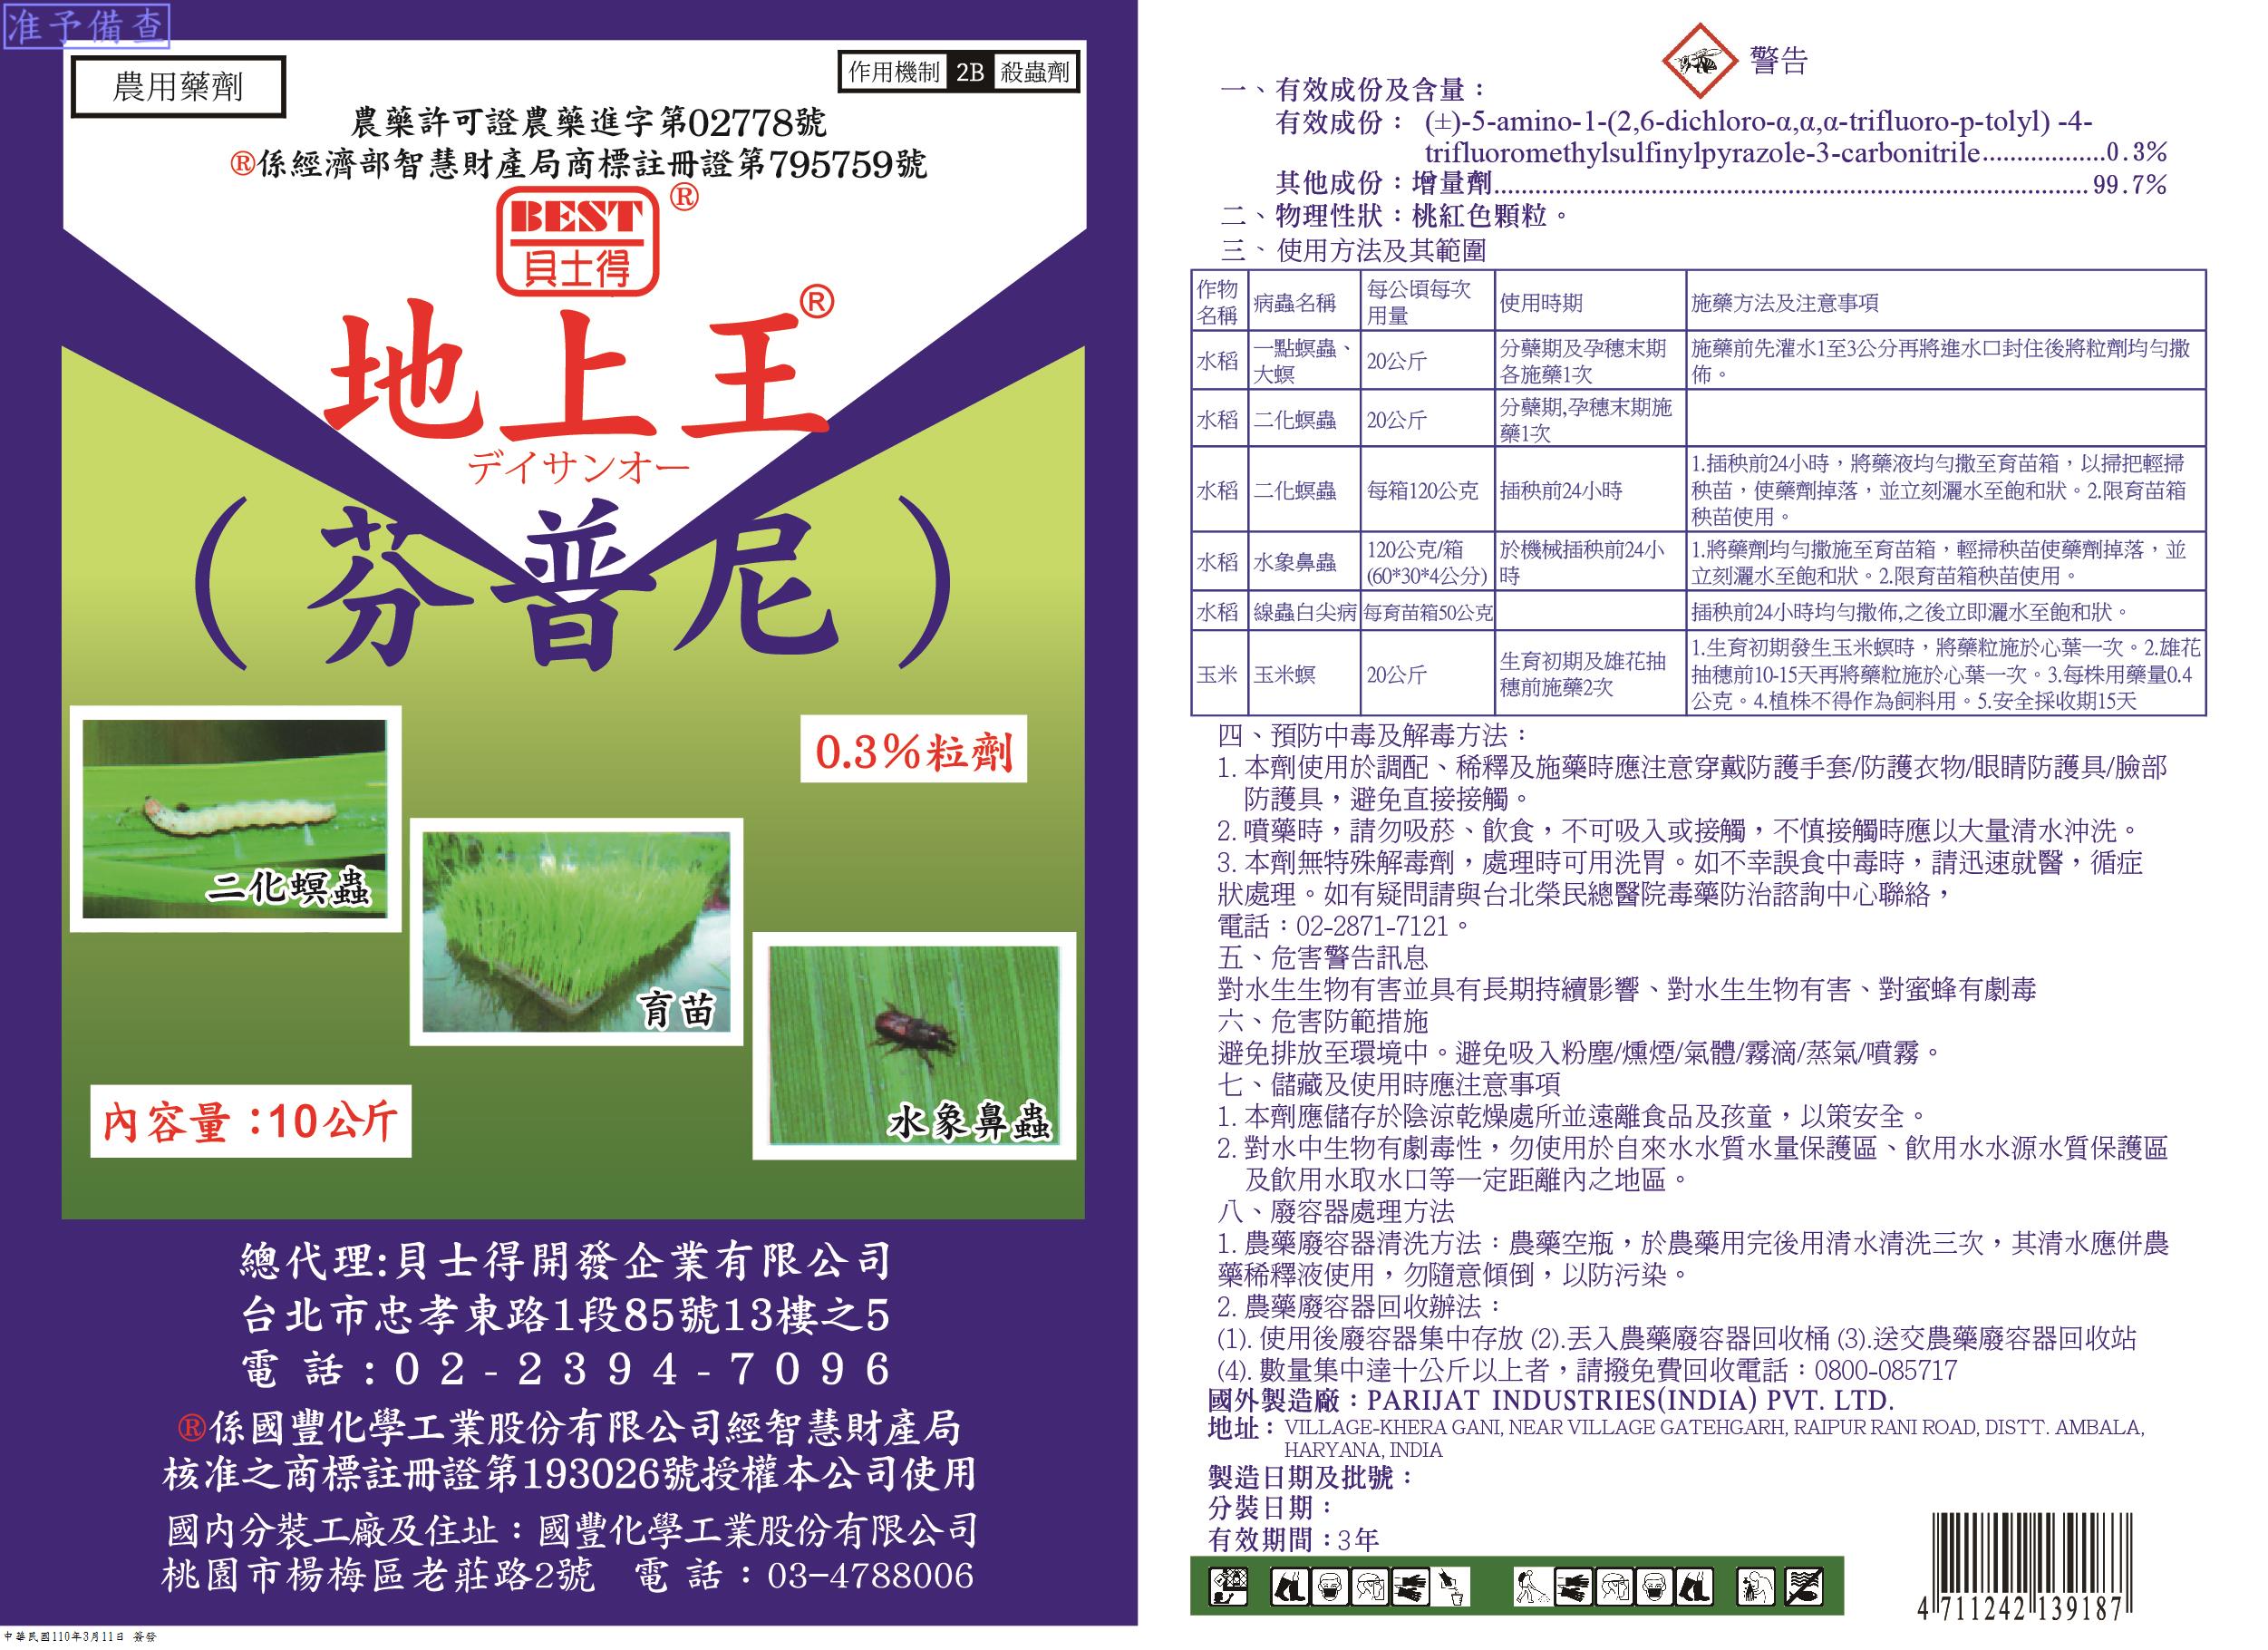 准予備查
農用藥劑
作用機制 2B 殺蟲劑
農藥許可證農藥進字第02778號
®係經濟部智慧財產局商標註冊證第795759號
BEST ®
貝士得
地上王®
デイサンオー
(芬普尼)
0.3%粒劑
二化螟蟲
育苗
水象鼻蟲
內容量:10公斤
總代理:貝士得開發企業有限公司
台北市忠孝東路1段85號13樓之5
電話:02-2394-7096
®係國豐化學工業股份有限公司經智慧財產局
核准之商標註冊證第193026號授權本公司使用
國內分裝工廠及住址：國豐化學工業股份有限公司
桃園市楊梅區老莊路2號 電話：03-4788006
中華民國110年3月11日 簽發
警告
一、有效成份及含量：
有效成份： (±)-5-amino-1-(2,6-dichloro-α,α,α-trifluoro-p-tolyl) -4-
trifluoromethylsulfinylpyrazole-3-carbonitrile...................0.3%
其他成份：增量劑........................................................................................99.7%
二、物理性狀：桃紅色顆粒。
三、使用方法及其範圍
作物名稱 病蟲名稱 每公頃每次用量 使用時期 施藥方法及注意事項
水稻 一點螟蟲、大螟 20公斤 分蘗期及孕穗末期各施藥1次 施藥前先灌水1至3公分再將進水口封住後將粒劑均勻撒佈。
水稻 二化螟蟲 20公斤 分蘗期,孕穗末期施藥1次
水稻 二化螟蟲 每箱120公克 插秧前24小時 1.插秧前24小時，將藥液均勻撒至育苗箱，以掃把輕掃秧苗，使藥劑掉落，並立刻灑水至飽和狀。2.限育苗箱秧苗使用。
水稻 水象鼻蟲 120公克/箱(60*30*4公分) 於機械插秧前24小時 1.將藥劑均勻撒施至育苗箱，輕掃秧苗使藥劑掉落，並立刻灑水至飽和狀。2.限育苗箱秧苗使用。
水稻 線蟲白尖病 每育苗箱50公克 插秧前24小時均勻撒佈,之後立即灑水至飽和狀。
玉米 玉米螟 20公斤 生育初期及雄花抽穗前施藥2次 1.生育初期發生玉米螟時，將藥粒施於心葉一次。2.雄花抽穗前10-15天再將藥粒施於心葉一次。3.每株用藥量0.4公克。4.植株不得作為飼料用。5.安全採收期15天
四、預防中毒及解毒方法：
1. 本劑使用於調配、稀釋及施藥時應注意穿戴防護手套/防護衣物/眼睛防護具/臉部
防護具，避免直接接觸。
2. 噴藥時，請勿吸菸、飲食，不可吸入或接觸，不慎接觸時應以大量清水沖洗。
3. 本劑無特殊解毒劑，處理時可用洗胃。如不幸誤食中毒時，請迅速就醫，循症
狀處理。如有疑問請與台北榮民總醫院毒藥防治諮詢中心聯絡，
電話：02-2871-7121。
五、危害警告訊息
對水生生物有害並具有長期持續影響、對水生生物有害、對蜜蜂有劇毒
六、危害防範措施
避免排放至環境中。避免吸入粉塵/燻煙/氣體/霧滴/蒸氣/噴霧。
七、儲藏及使用時應注意事項
1. 本劑應儲存於陰涼乾燥處所並遠離食品及孩童，以策安全。
2. 對水中生物有劇毒性，勿使用於自來水水質水量保護區、飲用水水源水質保護區
及飲用水取水口等一定距離內之地區。
八、廢容器處理方法
1. 農藥廢容器清洗方法：農藥空瓶，於農藥用完後用清水清洗三次，其清水應併農
藥稀釋液使用，勿隨意傾倒，以防污染。
2. 農藥廢容器回收辦法：
(1). 使用後廢容器集中存放 (2).丟入農藥廢容器回收桶 (3).送交農藥廢容器回收站
(4). 數量集中達十公斤以上者，請撥免費回收電話：0800-085717
國外製造廠：PARIJAT INDUSTRIES(INDIA) PVT. LTD.
地址：VILLAGE-KHERA GANI, NEAR VILLAGE GATEHGARH, RAIPUR RANI ROAD, DISTT. AMBALA,
HARYANA, INDIA
製造日期及批號：
分裝日期：
有效期間：3年
4 711242 139187